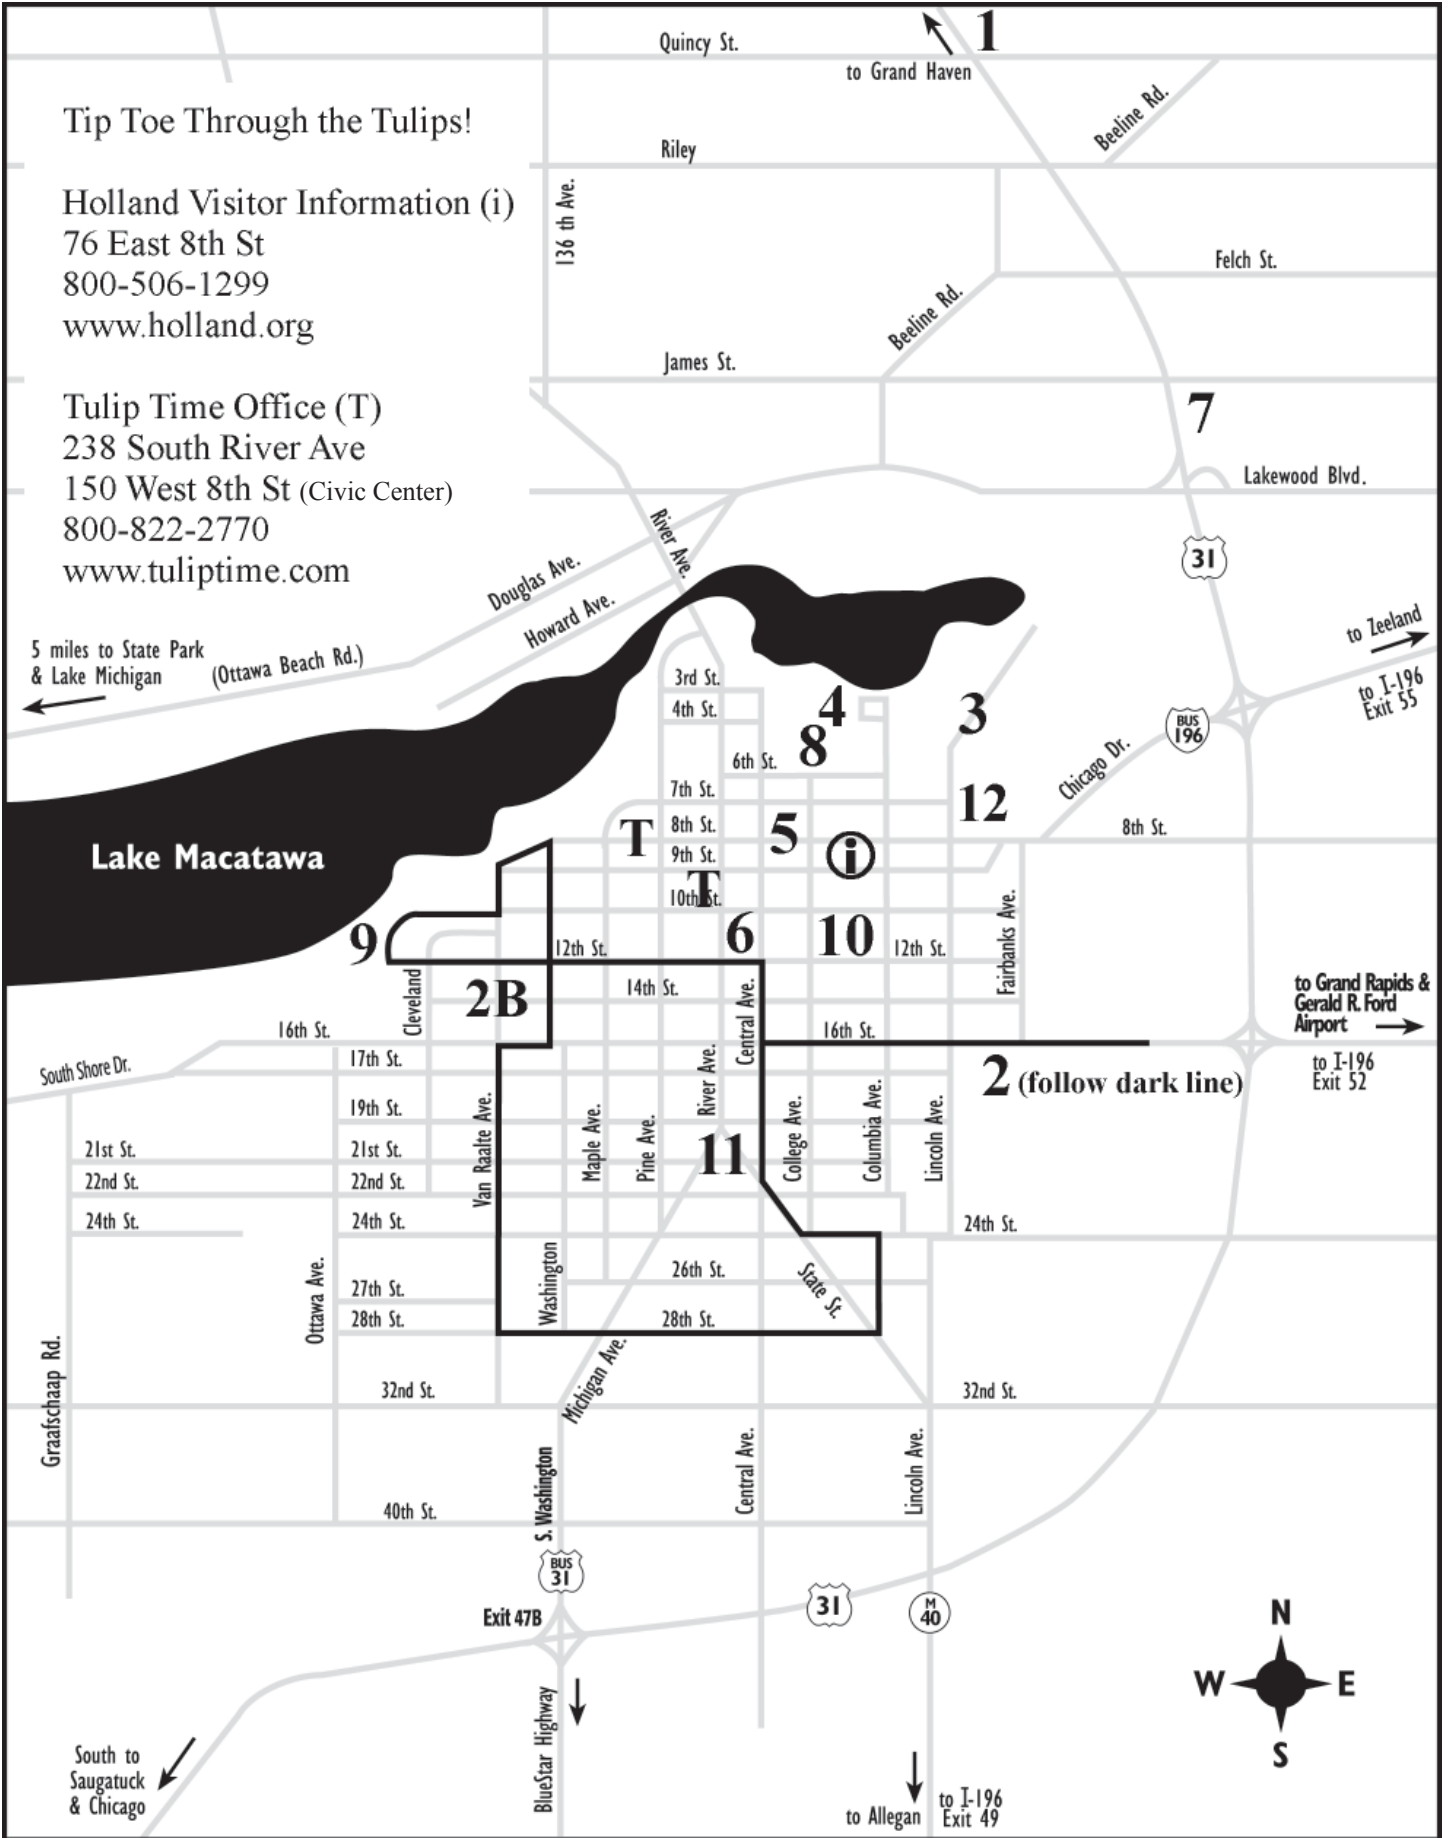 1
Quincy St.
to Grand Haven
Beeline Rd.
Tip Toe Through the Tulips!
Riley
136 th Ave.
Holland Visitor Information (i)
76 East 8th St
800-506-1299
www.holland.org
Felch St.
Beeline Rd.
James St.
Tulip Time Office (T)
238 South River Ave
150 West 8th St (Civic Center)
800-822-2770
www.tuliptime.com
7
Lakewood Blvd.
River Ave.
31
Douglas Ave.
Howard Ave.
to Zeeland
5 miles to State Park
& Lake Michigan
(Ottawa Beach Rd.)
to I-196
Exit 55
3rd St.
4th St.
4
3
BUS
196
8
6th St.
Chicago Dr.
7th St.
12
T
8th St.
5
i
8th St.
9th St.
Lake Macatawa
T
10th St.
Fairbanks Ave.
9
6
10
12th St.
12th St.
Cleveland
2B
14th St.
Central Ave.
to Grand Rapids &
Gerald R. Ford
Airport
16th St.
16th St.
to I-196
Exit 52
South Shore Dr.
17th St.
River Ave.
2 (follow dark line)
19th St.
Van Raalte Ave.
Maple Ave.
Pine Ave.
11
College Ave.
Columbia Ave.
Lincoln Ave.
21st St.
21st St.
22nd St.
22nd St.
24th St.
24th St.
24th St.
Ottawa Ave.
Washington
26th St.
State St.
27th St.
28th St.
28th St.
Graafschaap Rd.
Michigan Ave.
32nd St.
32nd St.
S. Washington
Central Ave.
Lincoln Ave.
40th St.
BUS
31
Exit 47B
31
M
40
N
W
E
S
BlueStar Highway
South to
Saugatuck
& Chicago
to Allegan
to I-196
Exit 49